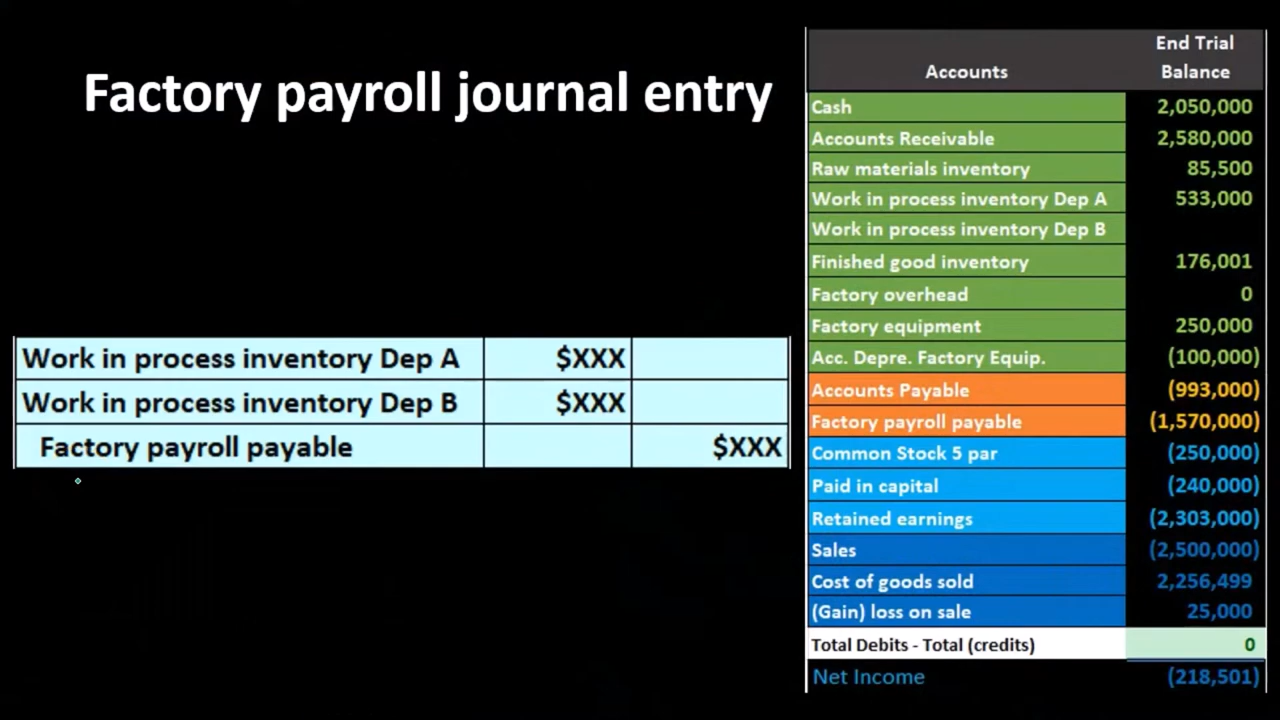 Factory payroll journal entry
Work in process inventory Dep A $XXX
Work in process inventory Dep B $XXX
Factory payroll payable $XXX
End Trial
Accounts Balance
Cash 2,050,000
Accounts Receivable 2,580,000
Raw materials inventory 85,500
Work in process inventory Dep A 533,000
Work in process inventory Dep B
Finished good inventory 176,001
Factory overhead 0
Factory equipment 250,000
Acc. Depre. Factory Equip. (100,000)
Accounts Payable (993,000)
Factory payroll payable (1,570,000)
Common Stock 5 par (250,000)
Paid in capital (240,000)
Retained earnings (2,303,000)
Sales (2,500,000)
Cost of goods sold 2,256,499
(Gain) loss on sale 25,000
Total Debits - Total (credits) 0
Net Income (218,501)